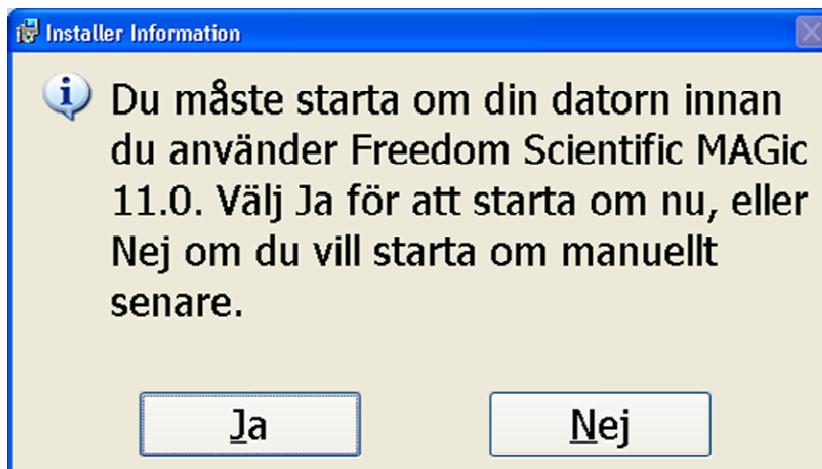 Installer Information
Du måste starta om din datorn innan
du använder Freedom Scientific MAGic
11.0. Välj Ja för att starta om nu, eller
Nej om du vill starta om manuellt
senare.
Ja
Nej